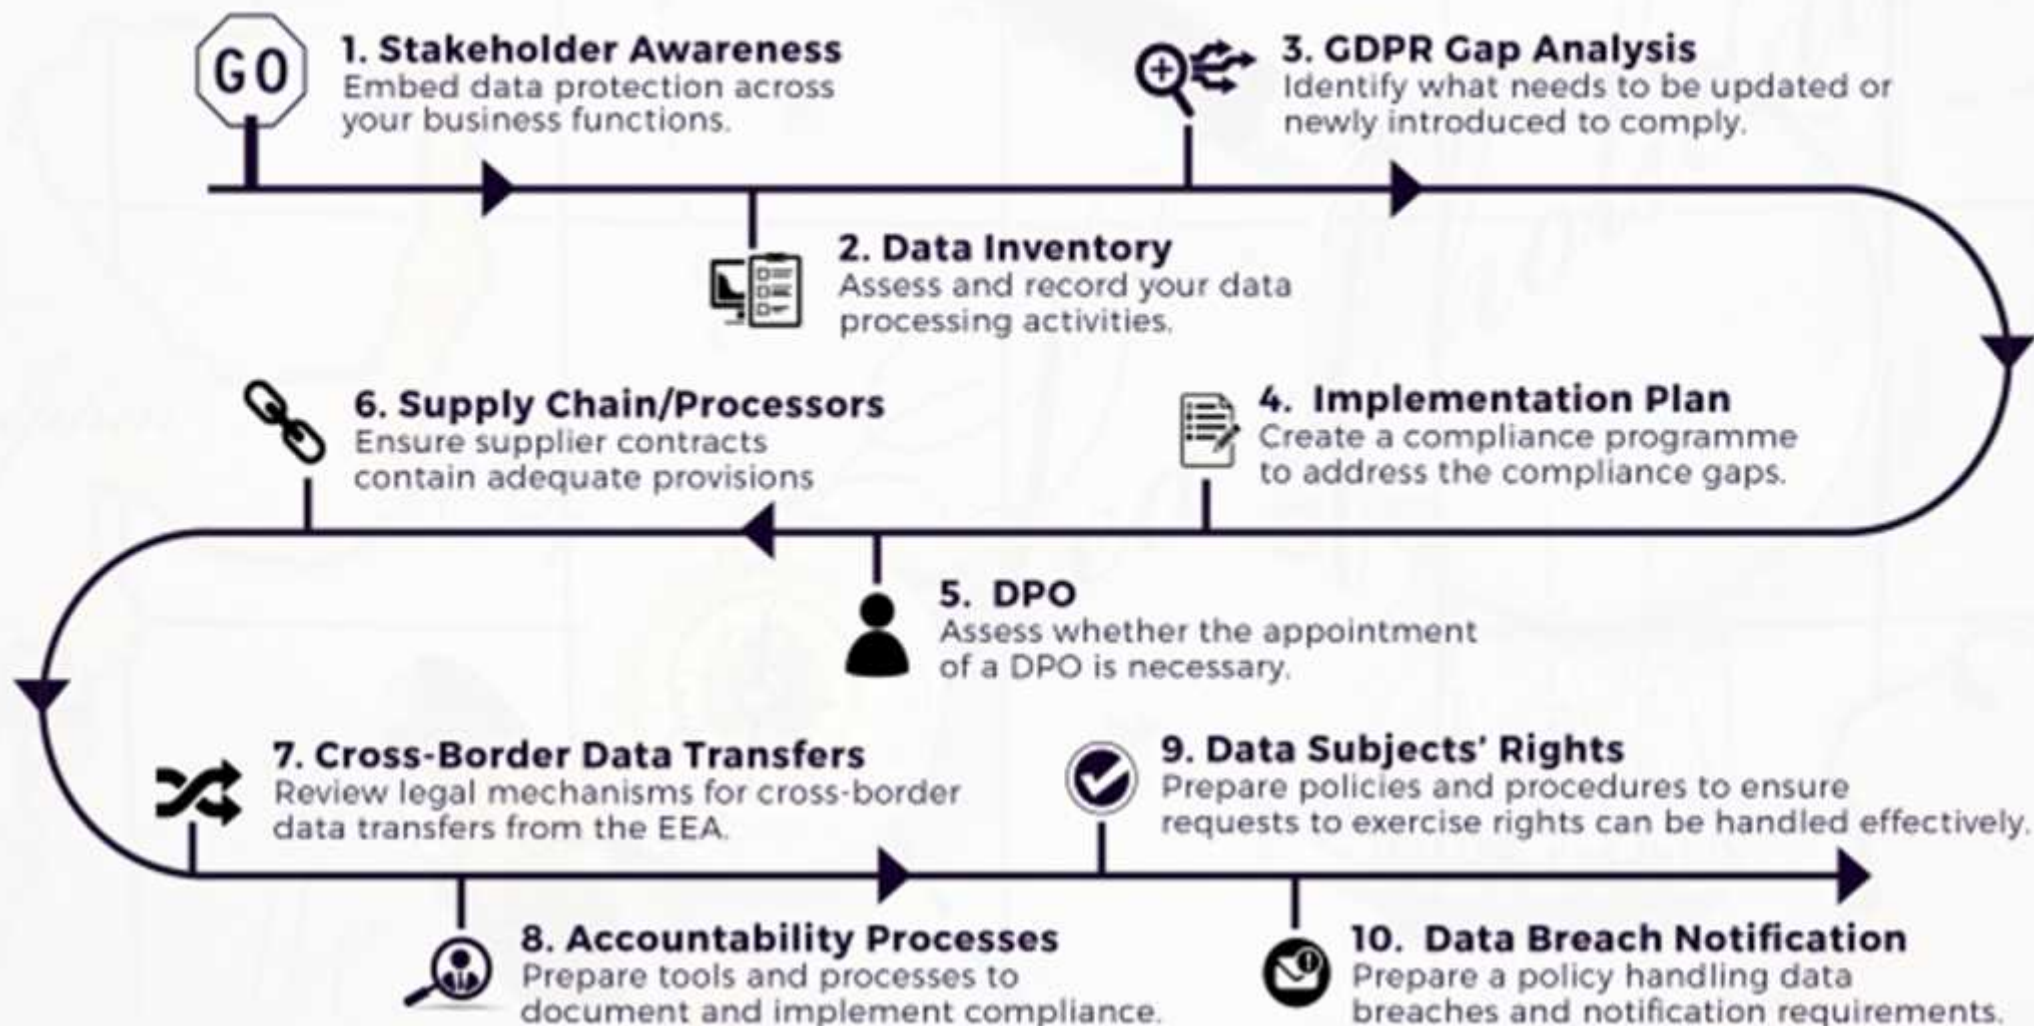 GO
1. Stakeholder Awareness
Embed data protection across
your business functions.
3. GDPR Gap Analysis
Identify what needs to be updated or
newly introduced to comply.
2. Data Inventory
Assess and record your data
processing activities.
4. Implementation Plan
Create a compliance programme
to address the compliance gaps.
5. DPO
Assess whether the appointment
of a DPO is necessary.
6. Supply Chain/Processors
Ensure supplier contracts
contain adequate provisions
7. Cross-Border Data Transfers
Review legal mechanisms for cross-border
data transfers from the EEA.
8. Accountability Processes
Prepare tools and processes to
document and implement compliance.
9. Data Subjects' Rights
Prepare policies and procedures to ensure
requests to exercise rights can be handled effectively.
10. Data Breach Notification
Prepare a policy handling data
breaches and notification requirements.